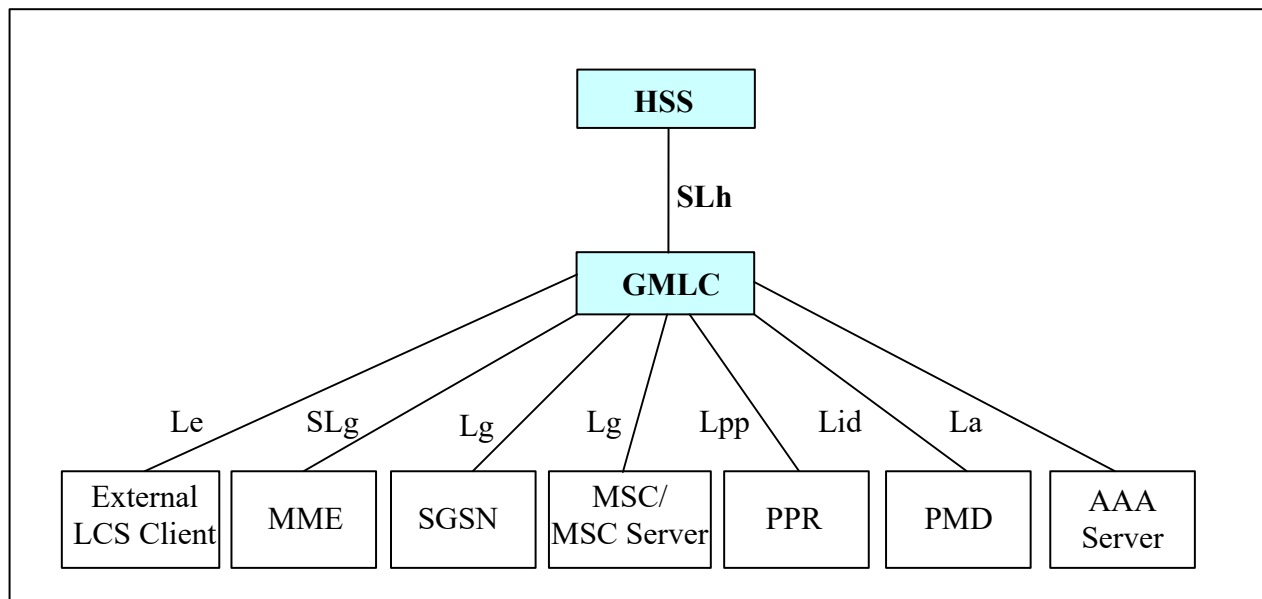 HSS
SLh
GMLC
Le
SLg
Lg
Lg
Lpp
Lid
La
External
LCS Client
MME
SGSN
MSC/
MSC Server
PPR
PMD
AAA
Server